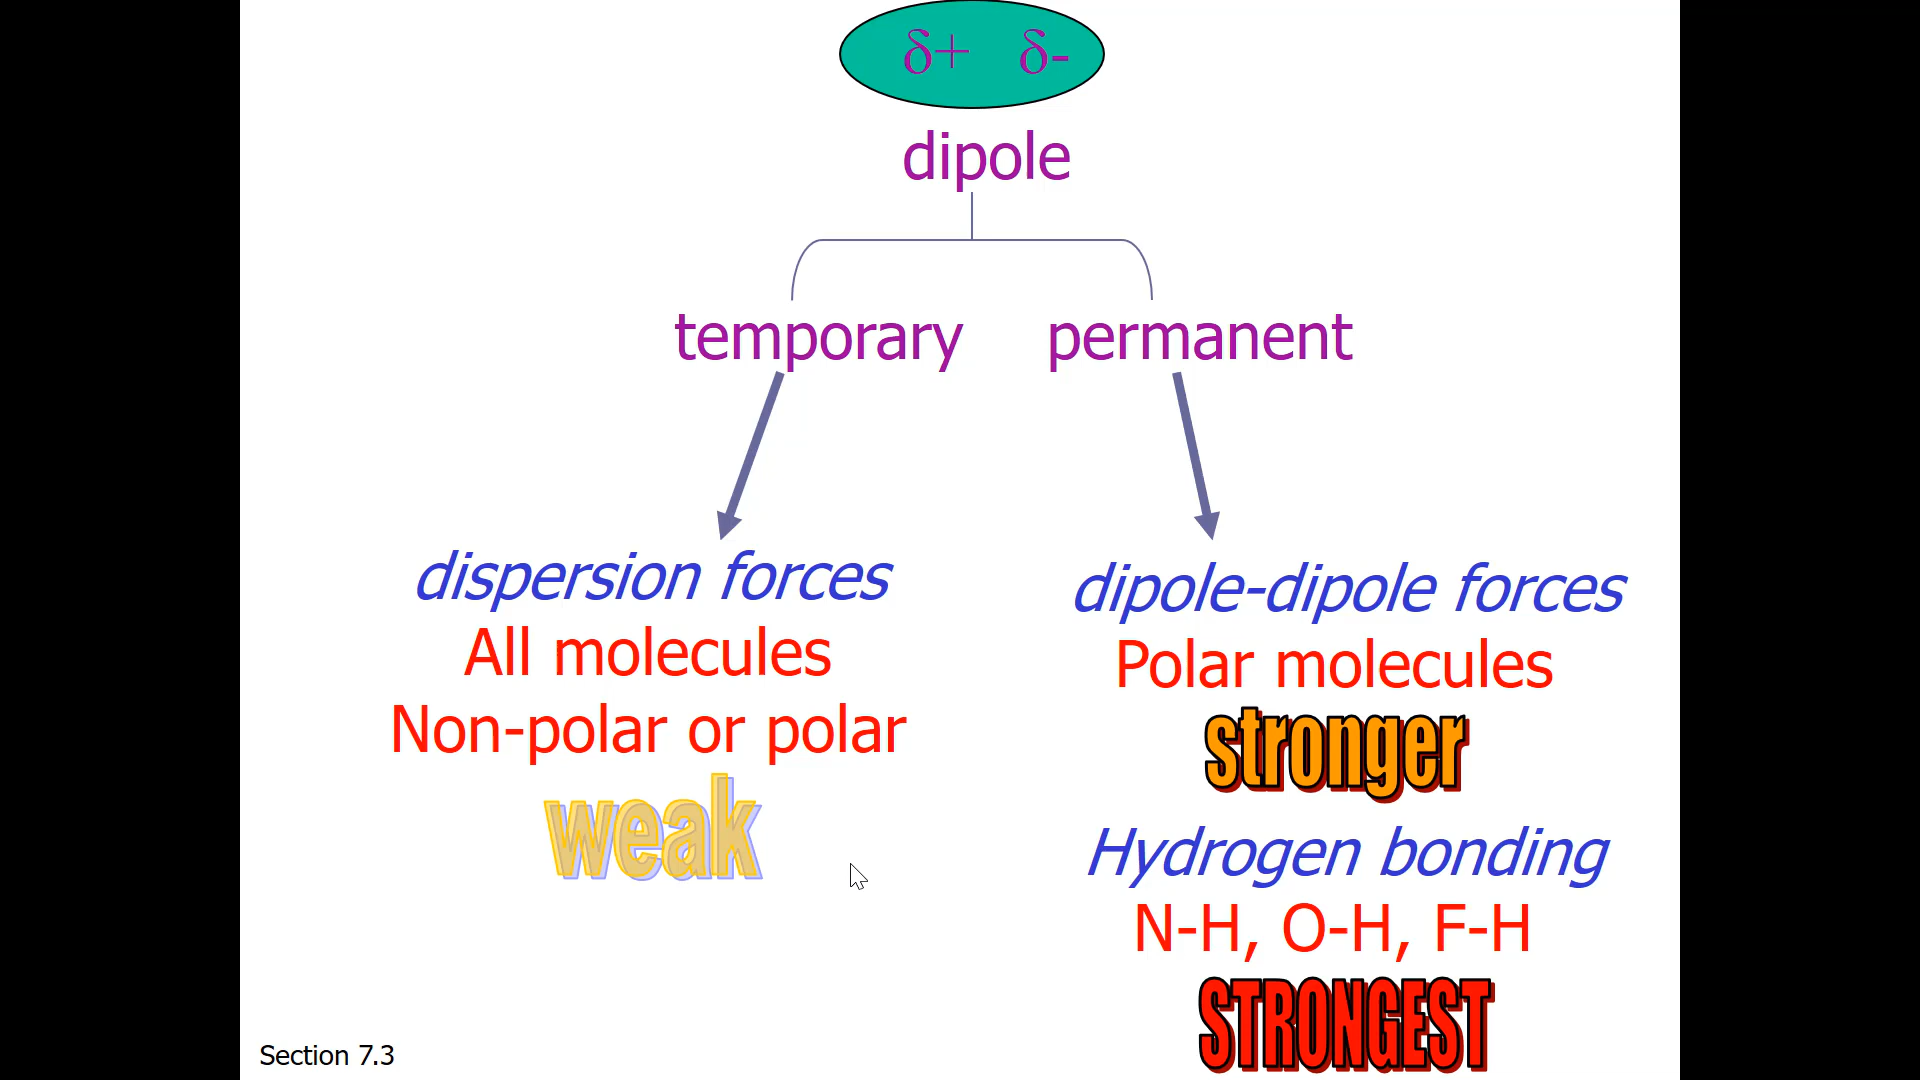 δ+ δ-
dipole
temporary permanent
dispersion forces
All molecules
Non-polar or polar
weak
dipole-dipole forces
Polar molecules
stronger
Hydrogen bonding
N-H, O-H, F-H
STRONGEST
Section 7.3